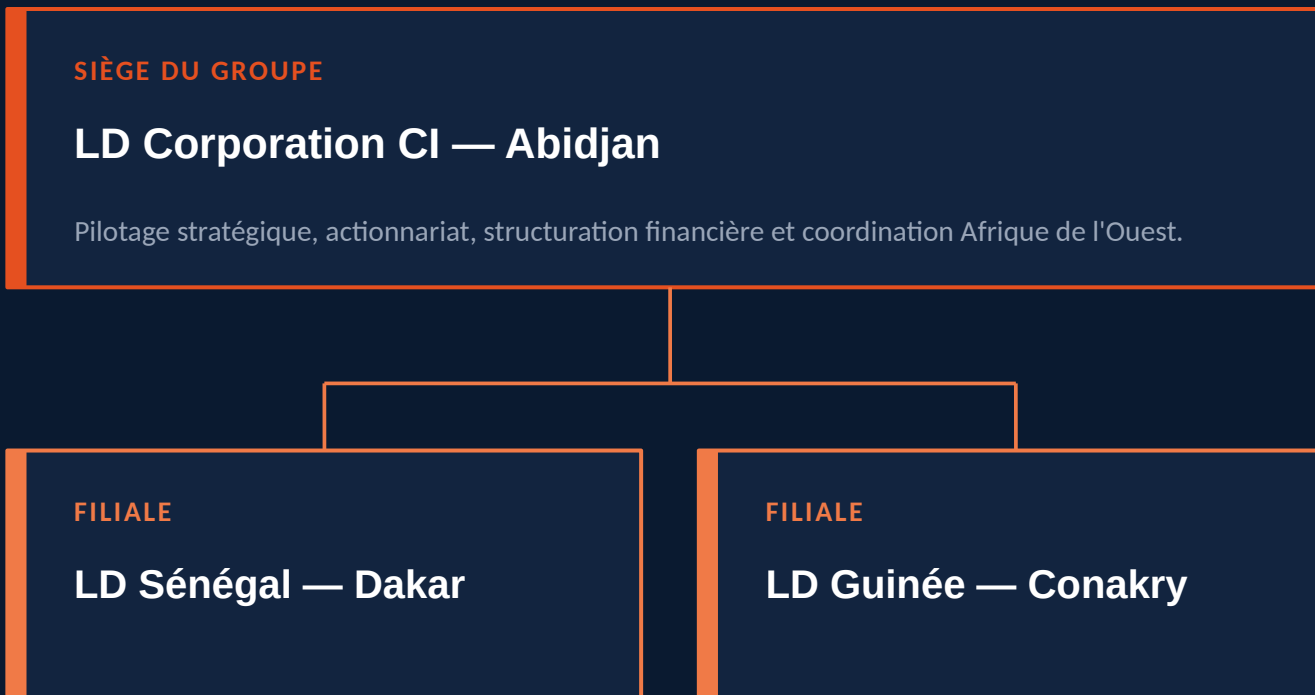 SIÈGE DU GROUPE
LD Corporation CI — Abidjan
Pilotage stratégique, actionnariat, structuration financière et coordination Afrique de l'Ouest.
FILIALE
LD Sénégal — Dakar
FILIALE
LD Guinée — Conakry